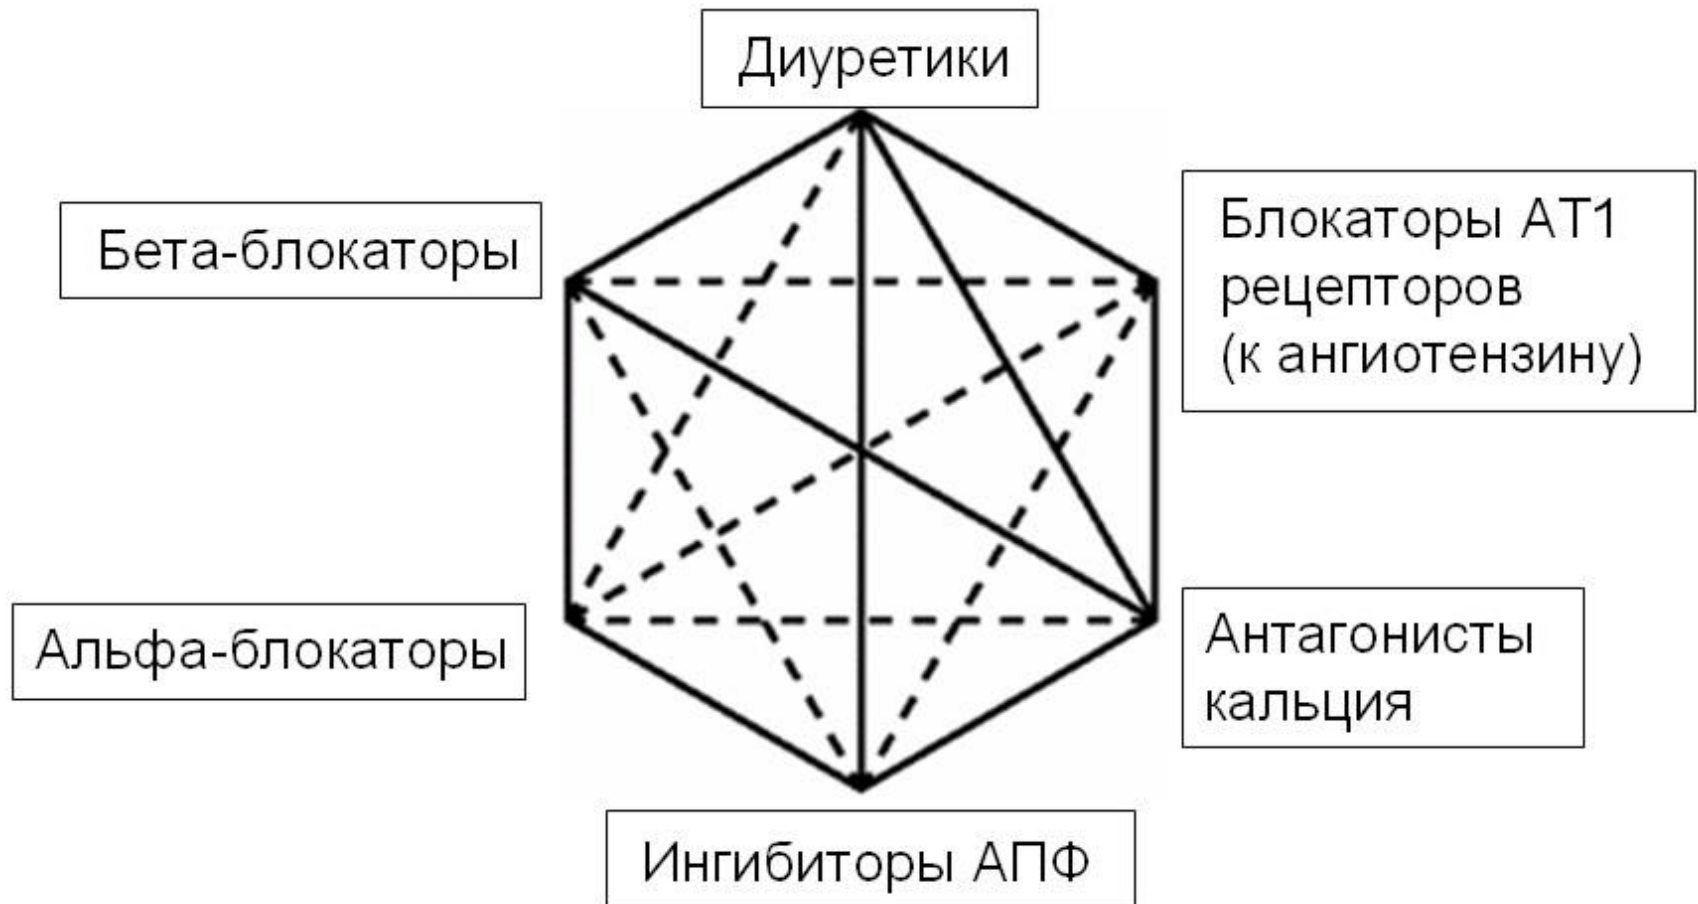 Диуретики
Бета-блокаторы
Блокаторы АТ1
рецепторов
(к ангиотензину)
Альфа-блокаторы
Антагонисты
кальция
Ингибиторы АПФ